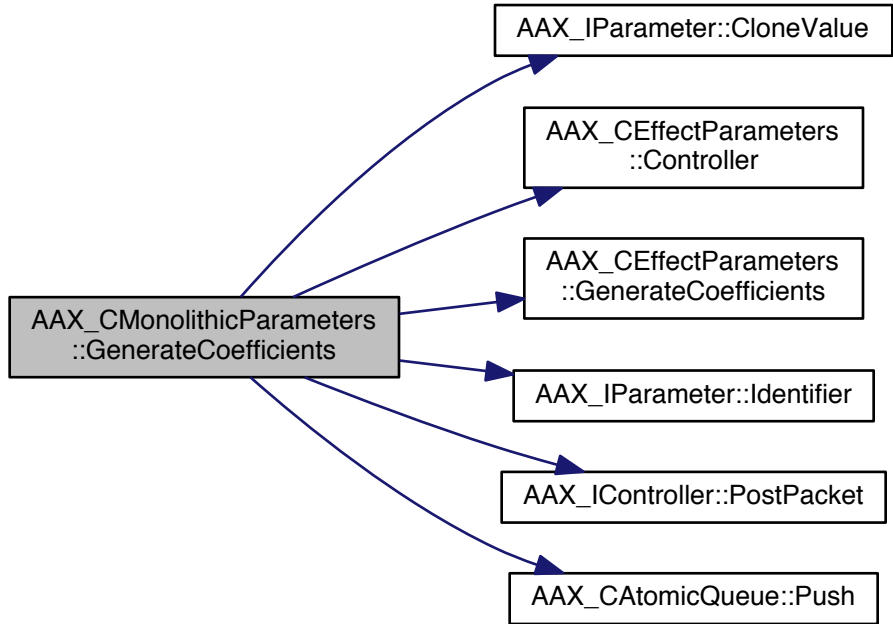 AAX_IParameter::CloneValue
AAX_CEffectParameters
::Controller
AAX_CEffectParameters
::GenerateCoefficients
AAX_CMonolithicParameters
::GenerateCoefficients
AAX_IParameter::Identifier
AAX_IController::PostPacket
AAX_CAtomicQueue::Push